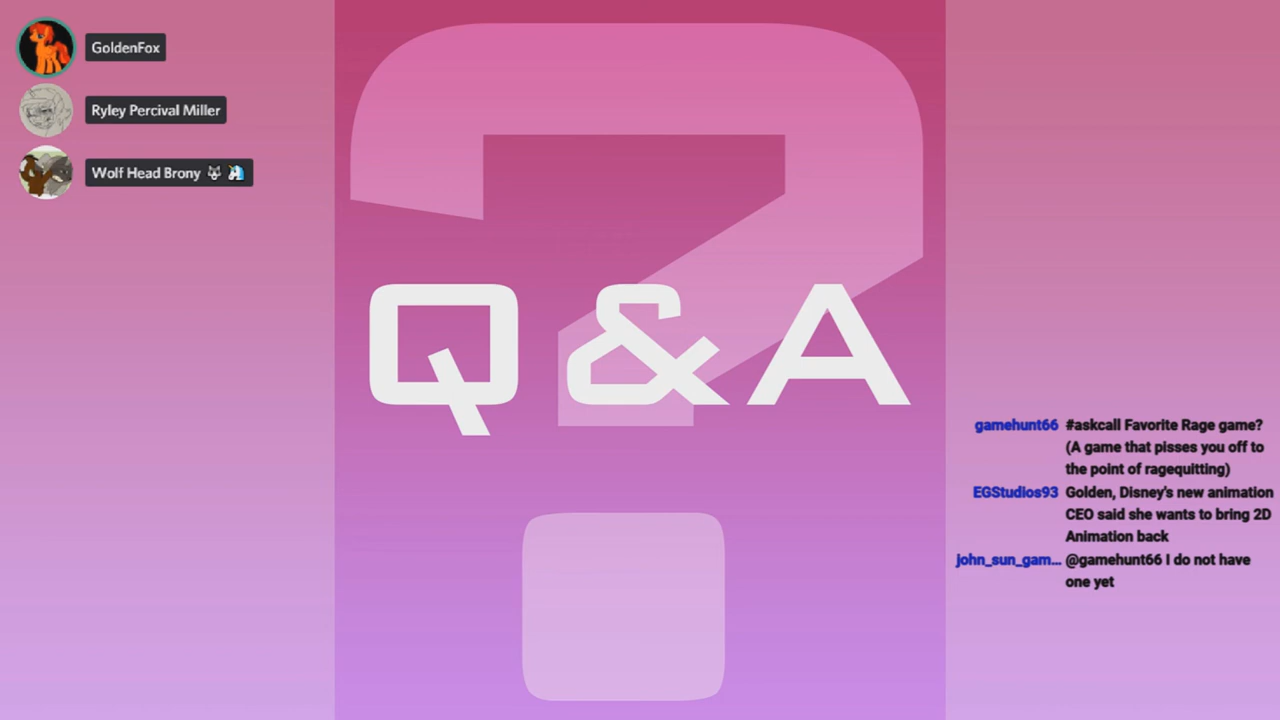 GoldenFox
Ryley Percival Miller
Wolf Head Brony 🐺 🦄
?
Q & A
gamehunt66 #askcall Favorite Rage game?
(A game that pisses you off to
the point of ragequitting)
EGStudios93 Golden, Disney's new animation
CEO said she wants to bring 2D
Animation back
john_sun_gam... @gamehunt66 I do not have
one yet